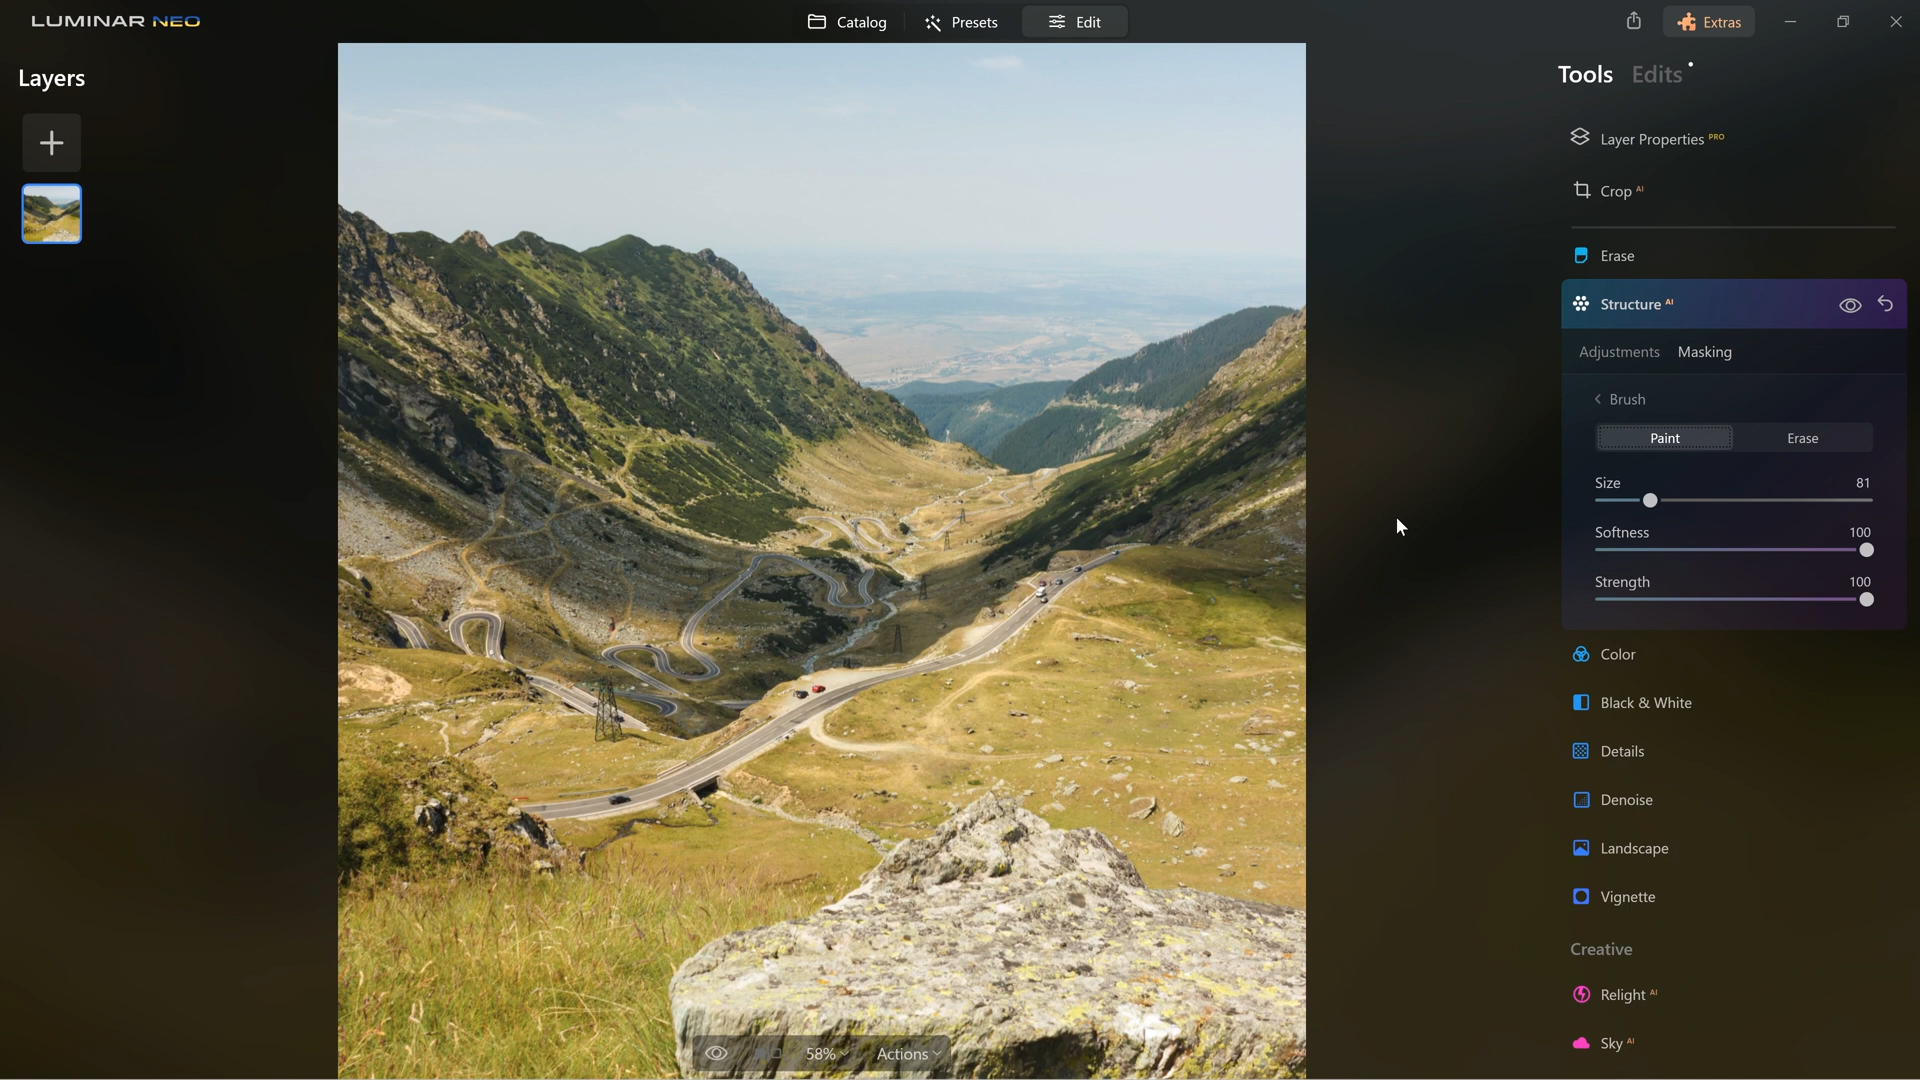 LUMINAR NEO
Catalog
Presets
Edit
Extras
Layers
Tools
Edits
Layer Properties PRO
Crop AI
Erase
Structure AI
Adjustments
Masking
Brush
Paint
Erase
Size 81
Softness 100
Strength 100
Color
Black & White
Details
Denoise
Landscape
Vignette
Creative
Relight AI
Sky AI
58%
Actions